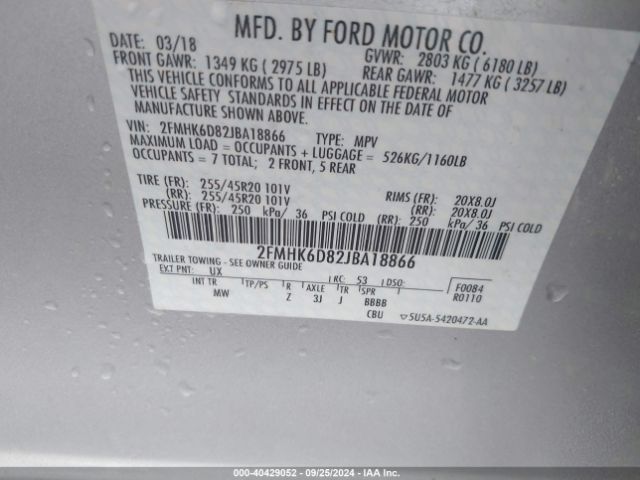 MFD. BY FORD MOTOR CO.
DATE: 03/18 GVWR: 2803 KG ( 6180 LB)
FRONT GAWR: 1349 KG ( 2975 LB) REAR GAWR: 1477 KG ( 3257LB)
THIS VEHICLE CONFORMS TO ALL APPLICABLE FEDERAL MOTOR
VEHICLE SAFETY STANDARDS IN EFFECT ON THE DATE OF
MANUFACTURE SHOWN ABOVE.
VIN: 2FMHK6D82JBA18866 TYPE: MPV
MAXIMUM LOAD = OCCUPANTS + LUGGAGE = 526KG/1160LB
OCCUPANTS = 7 TOTAL; 2 FRONT, 5 REAR
TIRE (FR): 255/45R20 101V RIMS (FR): 20X8.0J
(RR): 255/45R20 101V (RR): 20X8.0J
PRESSURE (FR): 250 kPa/ 36 PSI COLD (RR): 250 kPa/ 36 PSI COLD
2FMHK6D82JBA18866
TRAILER TOWING - SEE OWNER GUIDE
EXT PNT: UX RC: 53 DSO: F0084
INT TR TP/PS R AXLE TR SPR R0110
MW Z 3J J BBBB
CBU 5U5A-5420472-AA
000-40429052 - 09/25/2024 - IAAI.COM